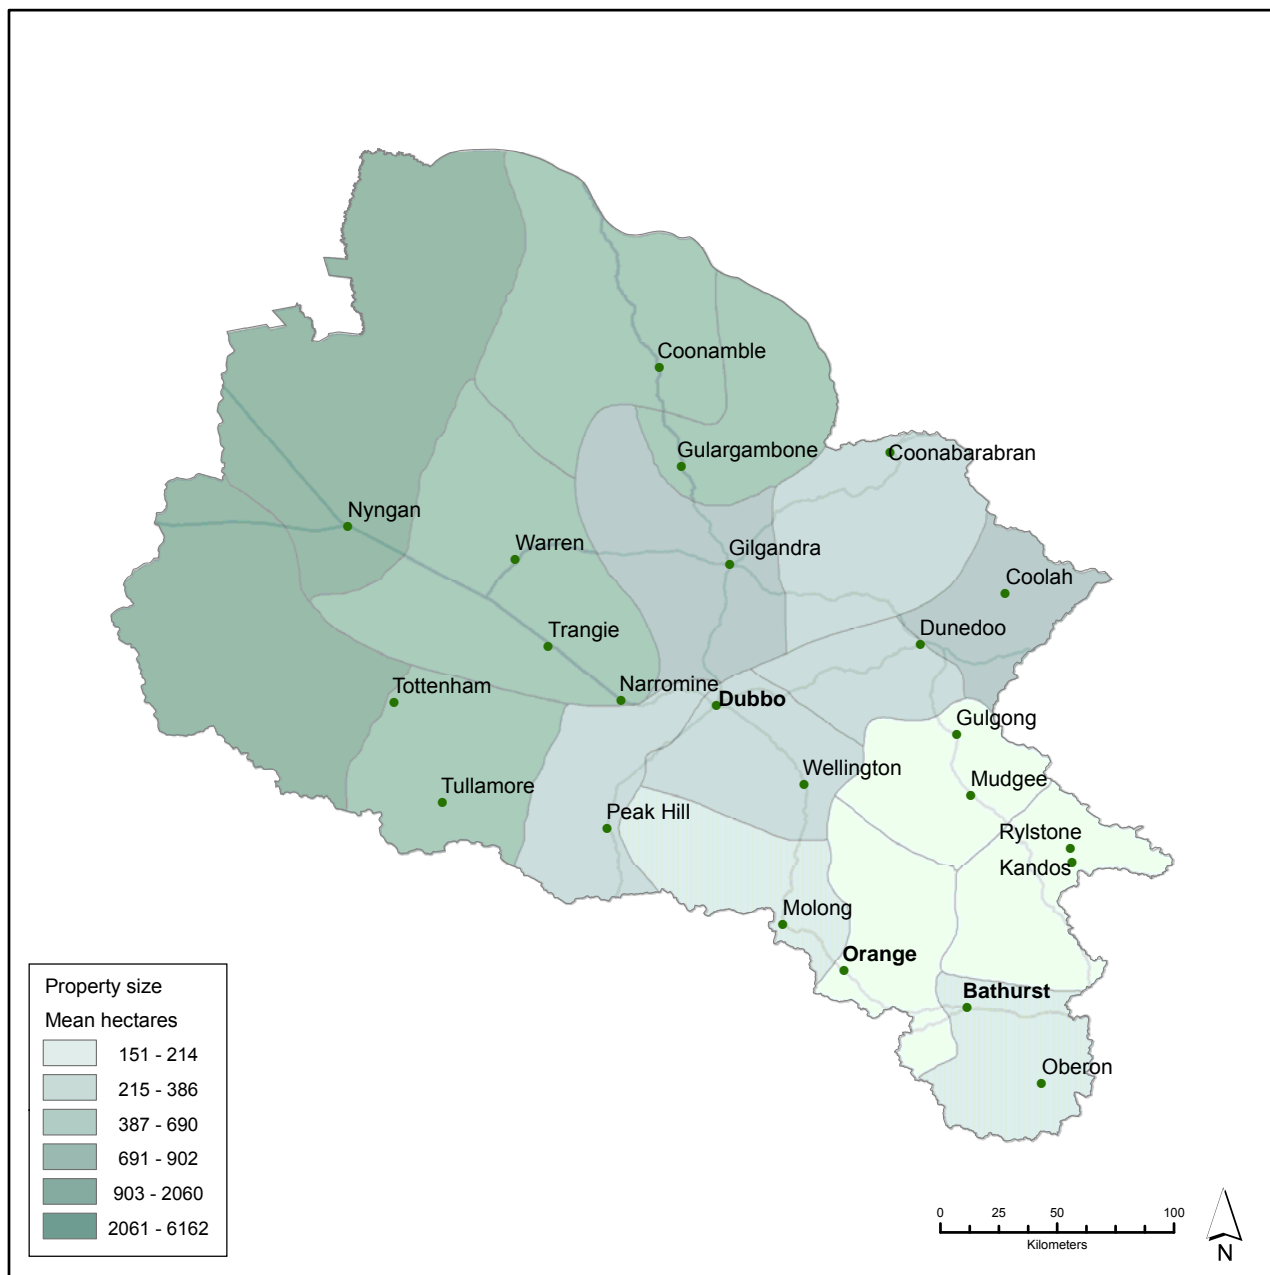 Coonamble
Gulargambone
Coonabarabran
Nyngan
Warren
Gilgandra
Coolah
Trangie
Dunedoo
Tottenham
Narromine
Dubbo
Gulgong
Wellington
Mudgee
Tullamore
Peak Hill
Rylstone
Kandos
Molong
Orange
Bathurst
Oberon
Property size
Mean hectares
151 - 214
215 - 386
387 - 690
691 - 902
903 - 2060
2061 - 6162
0 25 50 100
Kilometers
N